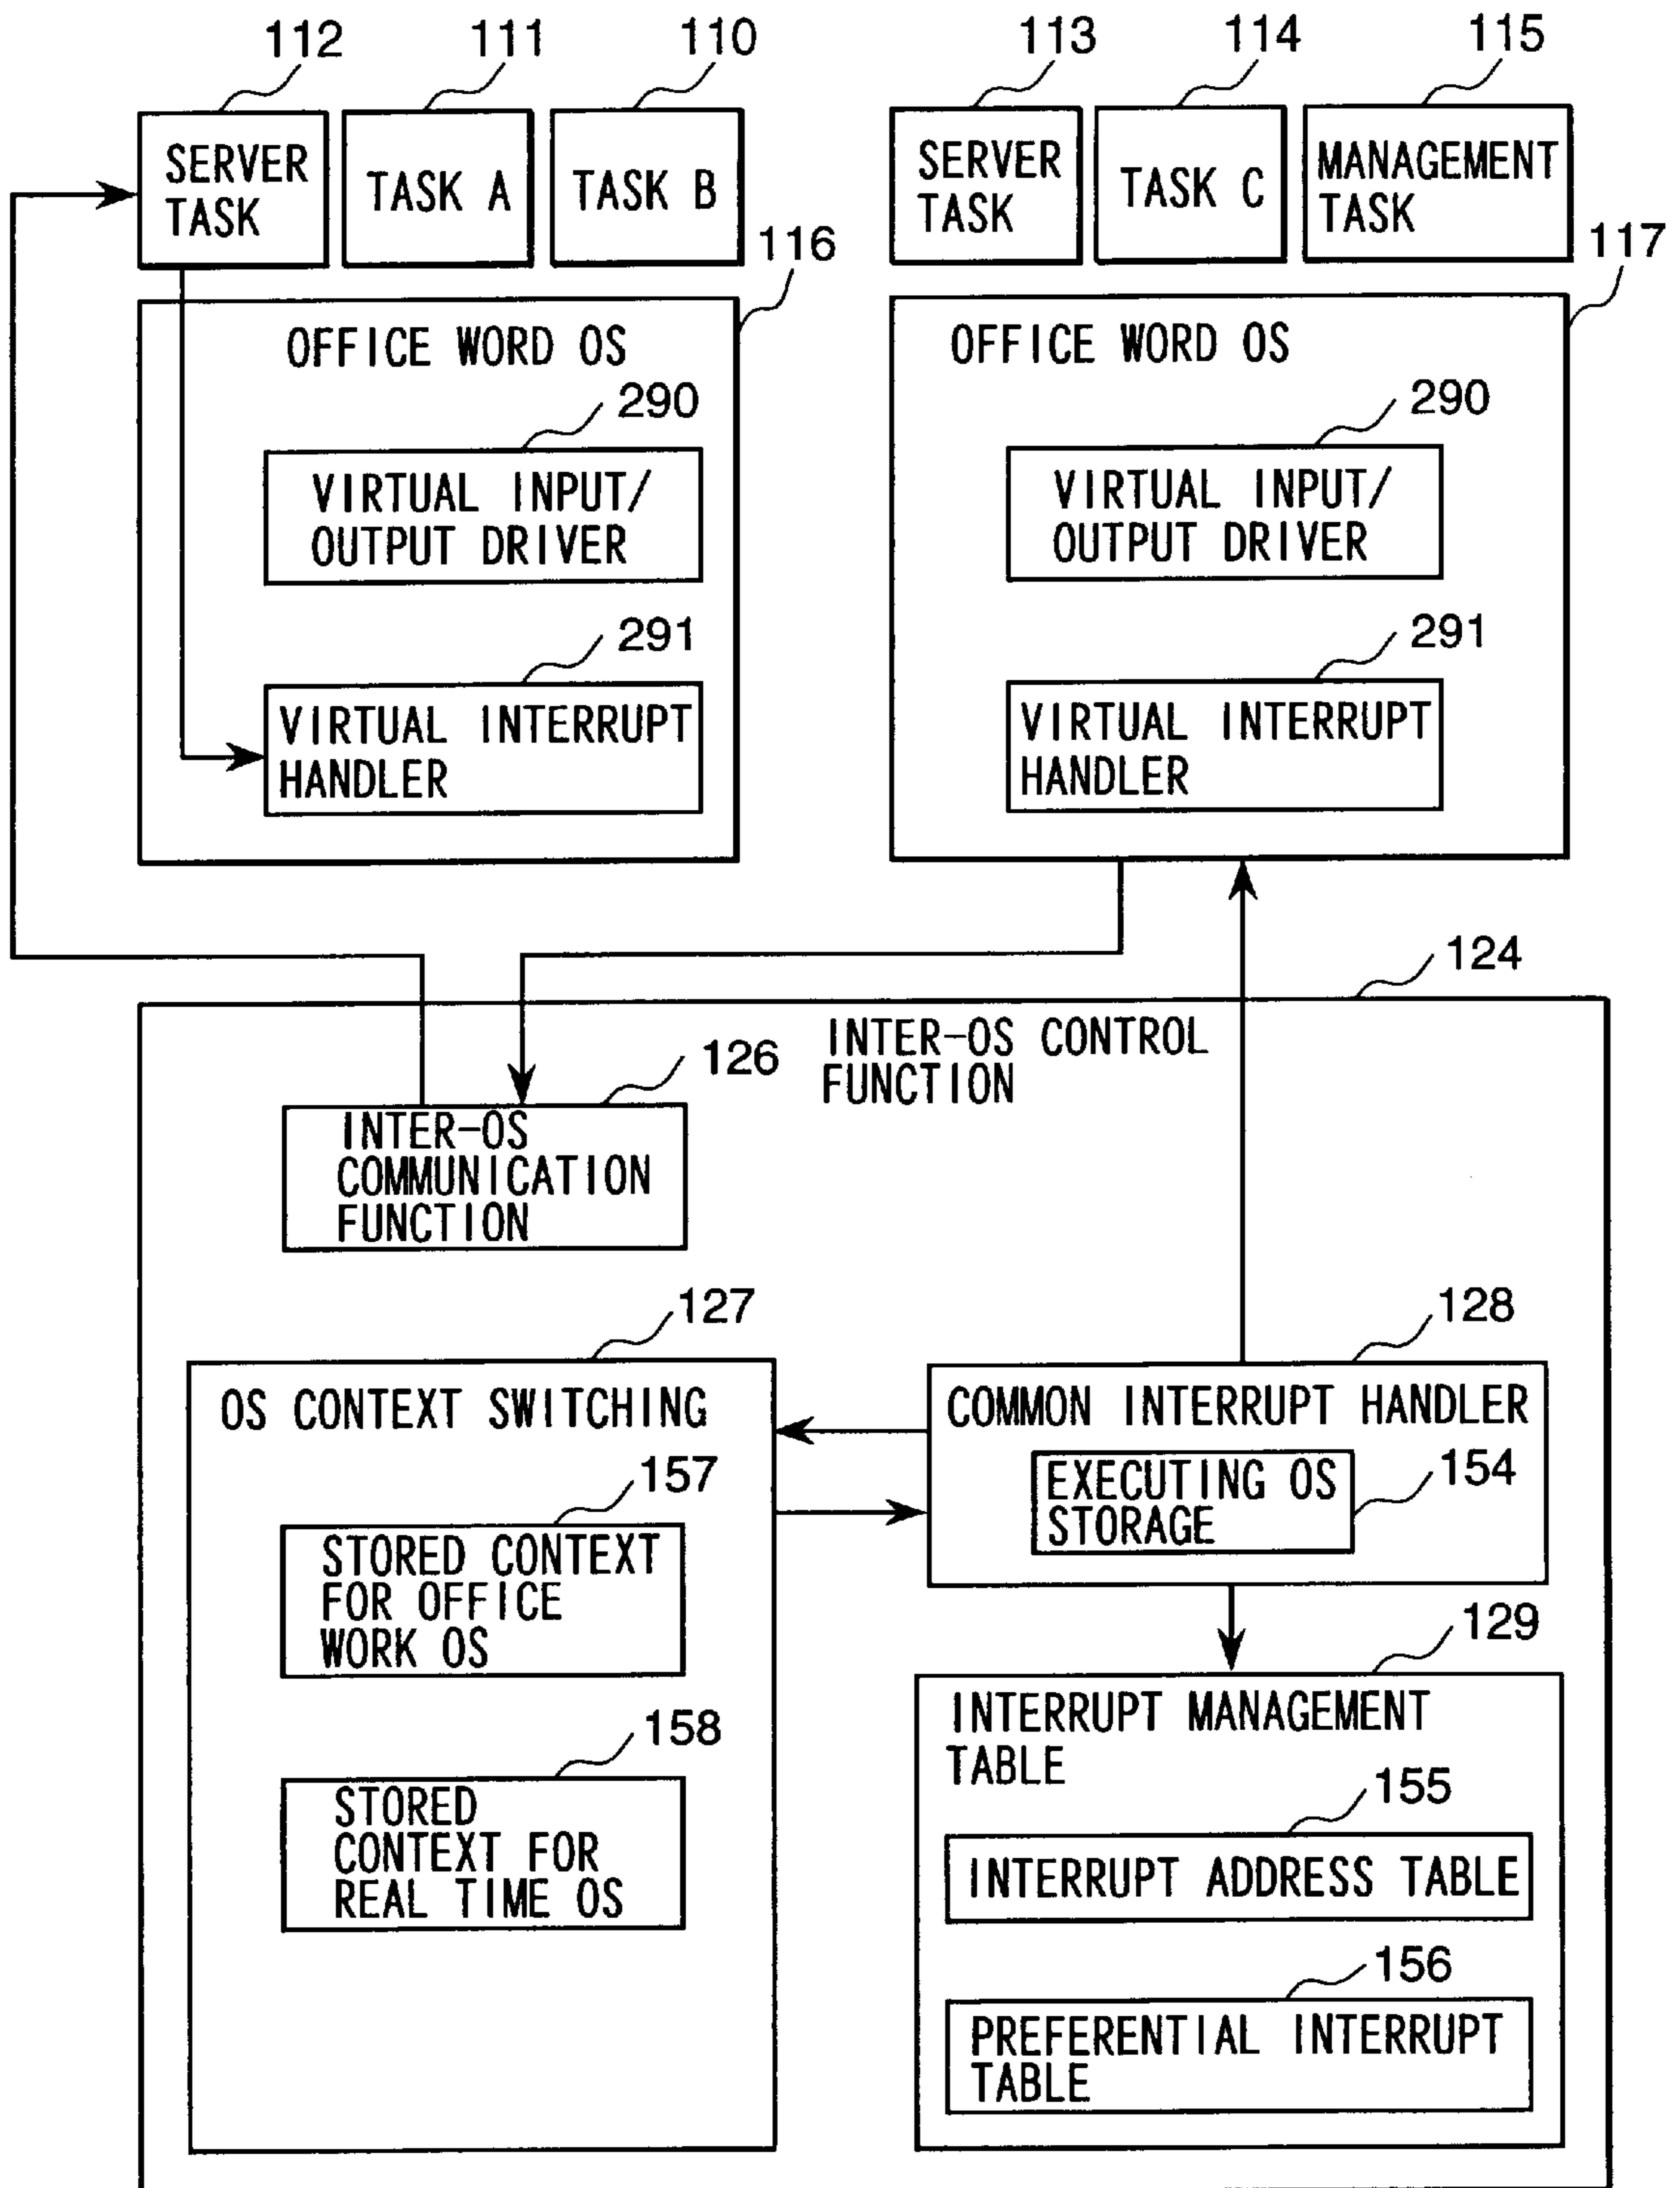 112 111 110 113 114 115
SERVER
TASK
TASK A
TASK B
SERVER
TASK
TASK C
MANAGEMENT
TASK
116
117
OFFICE WORD OS
290
VIRTUAL INPUT/
OUTPUT DRIVER
291
VIRTUAL INTERRUPT
HANDLER
OFFICE WORD OS
290
VIRTUAL INPUT/
OUTPUT DRIVER
291
VIRTUAL INTERRUPT
HANDLER
124
INTER-OS CONTROL
FUNCTION
126
INTER-OS
COMMUNICATION
FUNCTION
127
OS CONTEXT SWITCHING
157
STORED CONTEXT
FOR OFFICE
WORK OS
158
STORED
CONTEXT FOR
REAL TIME OS
128
COMMON INTERRUPT HANDLER
EXECUTING OS
STORAGE
154
129
INTERRUPT MANAGEMENT
TABLE
155
INTERRUPT ADDRESS TABLE
156
PREFERENTIAL INTERRUPT
TABLE